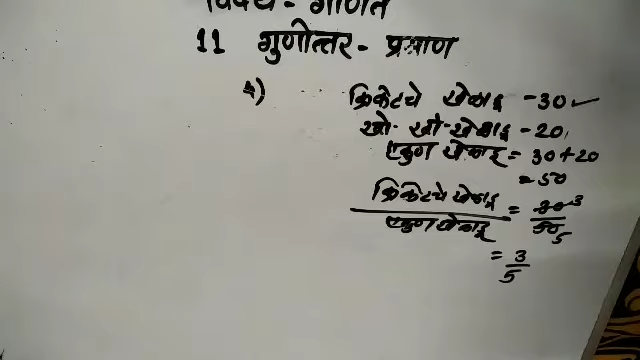 विषय - गणित
11 गुणोत्तर - प्रमाण
क्रिकेटचे खेळाडू - 30 ✓
खो - खो - खेळाडू - 20
एकुण खेळाडू = 30 + 20
= 50
क्रिकेटचे खेळाडू / एकुण खेळाडू = 30 3 / 50 5
= 3/5